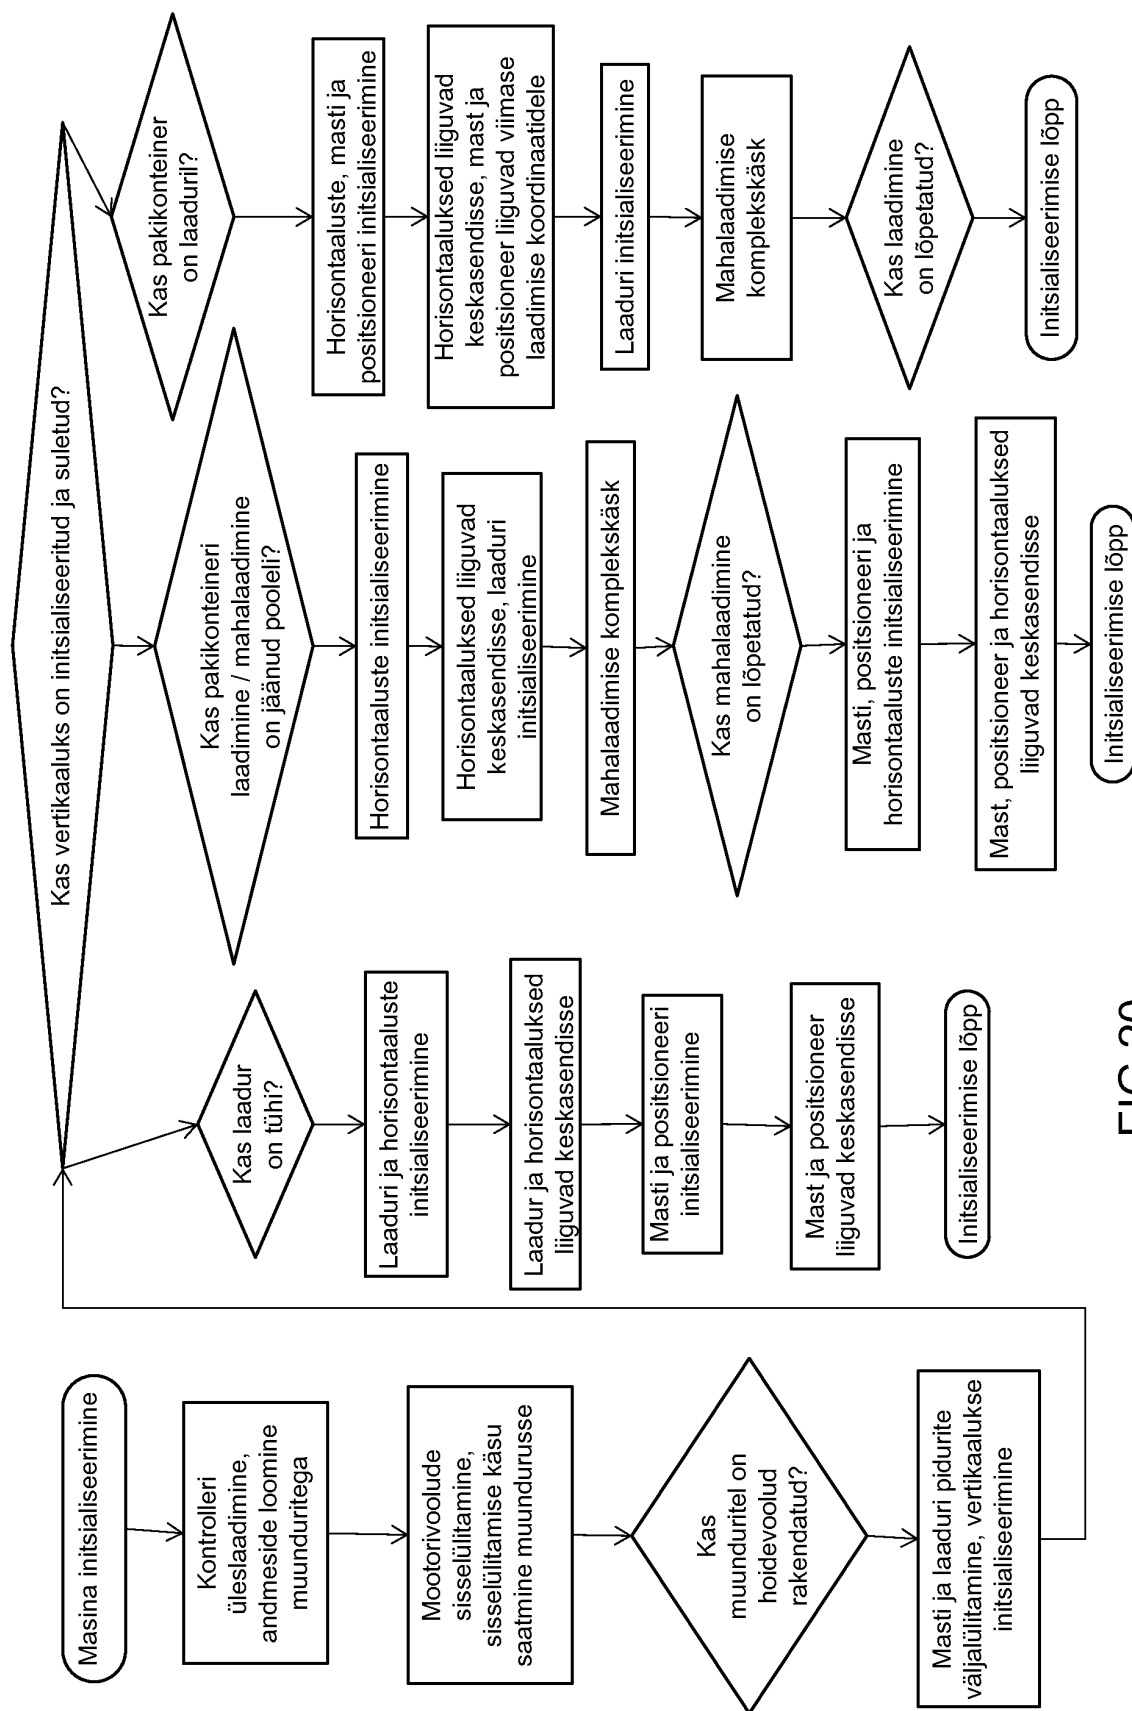 Masina initsialiseerimine
Kontrolleri
üleslaadimine,
andmeside loomine
muunduritega
Mootorivoolude
sisselülitamine,
sisselülitamise käsu
saatmine muundurusse
Kas
muunduritel on
hoidevoolud
rakendatud?
Masti ja laaduri pidurite
väljalülitamine, vertikaalukse
initsialiseerimine
Kas vertikaaluks on initsialiseeritud ja suletud?
Kas laadur
on tühi?
Laaduri ja horisontaaluste
initsialiseerimine
Laadur ja horisontaaluksed
liiguvad keskasendisse
Masti ja positsioneeri
initsialiseerimine
Mast ja positsioneer
liiguvad keskasendisse
Initsialiseerimise lõpp
Kas pakikonteineri
laadimine / mahalaadimine
on jäänud pooleli?
Horisontaaluste initsialiseerimine
Horisontaaluksed liiguvad
keskasendisse, laaduri
initsialiseerimine
Mahalaadimise komplekskäsk
Kas mahalaadimine
on lõpetatud?
Masti, positsioneeri ja
horisontaaluste initsialiseerimine
Mast, positsioneer ja horisontaaluksed
liiguvad keskasendisse
Initsialiseerimise lõpp
Kas pakikonteiner
on laaduril?
Horisontaaluste, masti ja
positsioneeri initsialiseerimine
Horisontaaluksed liiguvad
keskasendisse, mast ja
positsioneer liiguvad viimase
laadimise koordinaatidele
Laaduri initsialiseerimine
Mahalaadimise
komplekskäsk
Kas laadimine
on lõpetatud?
Initsialiseerimise lõpp